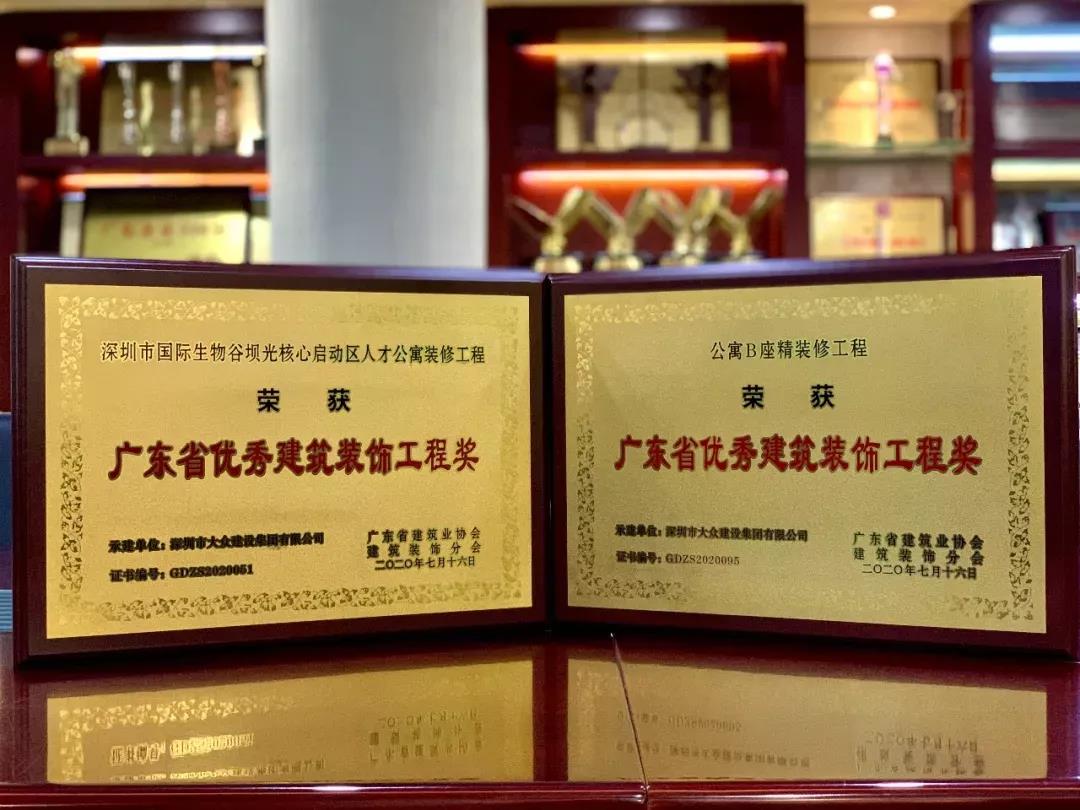 深圳市国际生物谷坝光核心启动区人才公寓装修工程
荣 获
广东省优秀建筑装饰工程奖
承建单位：深圳市大众建设集团有限公司
证书编号：GDZS2020051
广东省建筑业协会
建筑装饰分会
二〇二〇年七月十六日
公寓B座精装修工程
荣 获
广东省优秀建筑装饰工程奖
承建单位：深圳市大众建设集团有限公司
证书编号：GDZS2020095
广东省建筑业协会
建筑装饰分会
二〇二〇年七月十六日